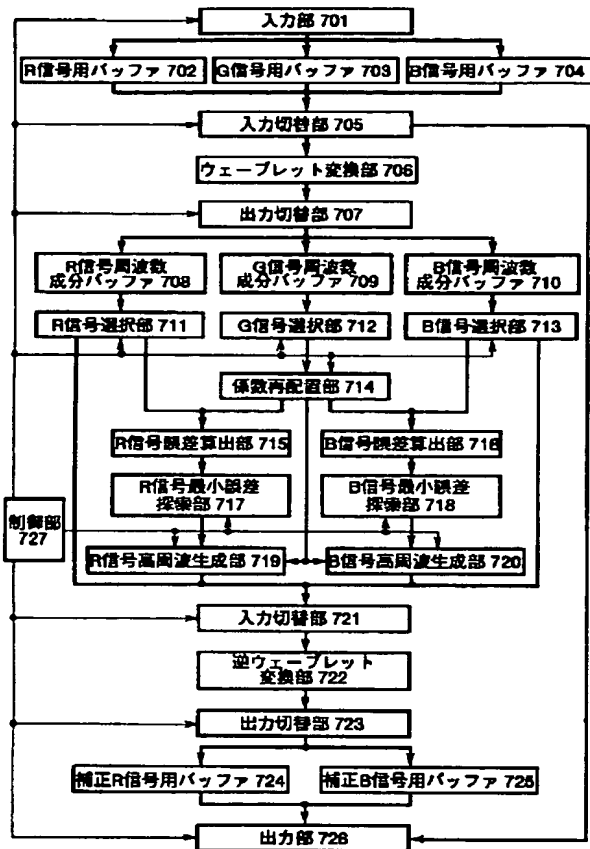 入力部 701
R信号用バッファ 702
G信号用バッファ 703
B信号用バッファ 704
入力切替部 705
ウェーブレット変換部 706
出力切替部 707
R信号周波数
成分バッファ 708
G信号周波数
成分バッファ 709
B信号周波数
成分バッファ 710
R信号選択部 711
G信号選択部 712
B信号選択部 713
係数再配置部 714
R信号誤差算出部 715
B信号誤差算出部 716
R信号最小誤差
探索部 717
B信号最小誤差
探索部 718
制御部
727
R信号高周波生成部 719
B信号高周波生成部 720
入力切替部 721
逆ウェーブレット
変換部 722
出力切替部 723
補正R信号用バッファ 724
補正B信号用バッファ 725
出力部 726